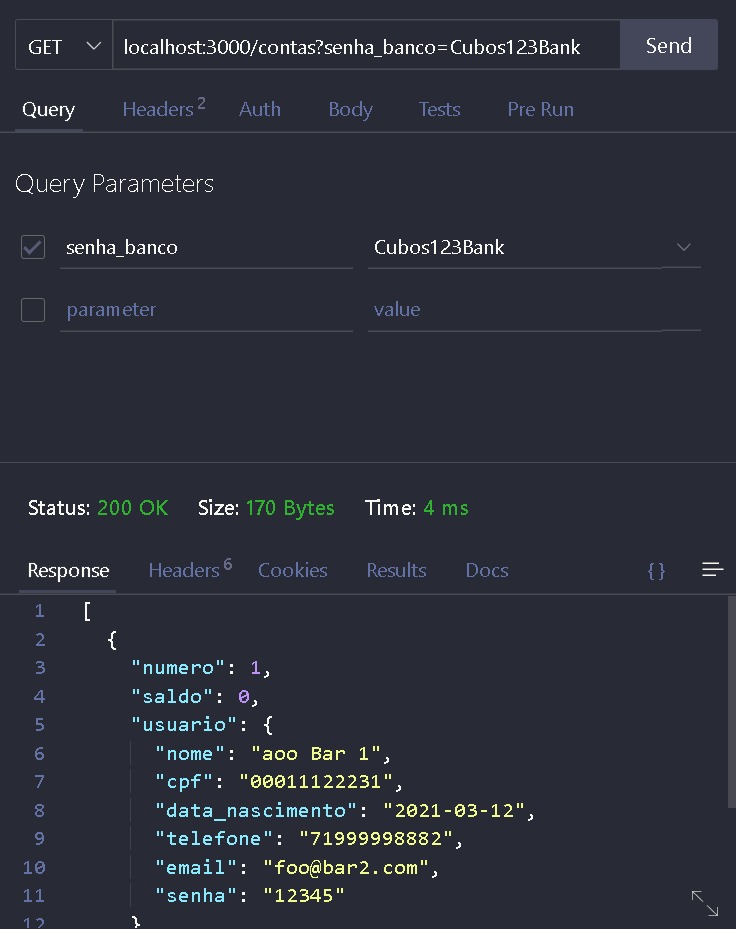 GET localhost:3000/contas?senha_banco=Cubos123Bank Send
Query Headers 2 Auth Body Tests Pre Run
Query Parameters
senha_banco Cubos123Bank
parameter value
Status: 200 OK Size: 170 Bytes Time: 4 ms
Response Headers 6 Cookies Results Docs {}
1 [
2 {
3 "numero": 1,
4 "saldo": 0,
5 "usuario": {
6 "nome": "aoo Bar 1",
7 "cpf": "00011122231",
8 "data_nascimento": "2021-03-12",
9 "telefone": "71999998882",
10 "email": "foo@bar2.com",
11 "senha": "12345"
12 }